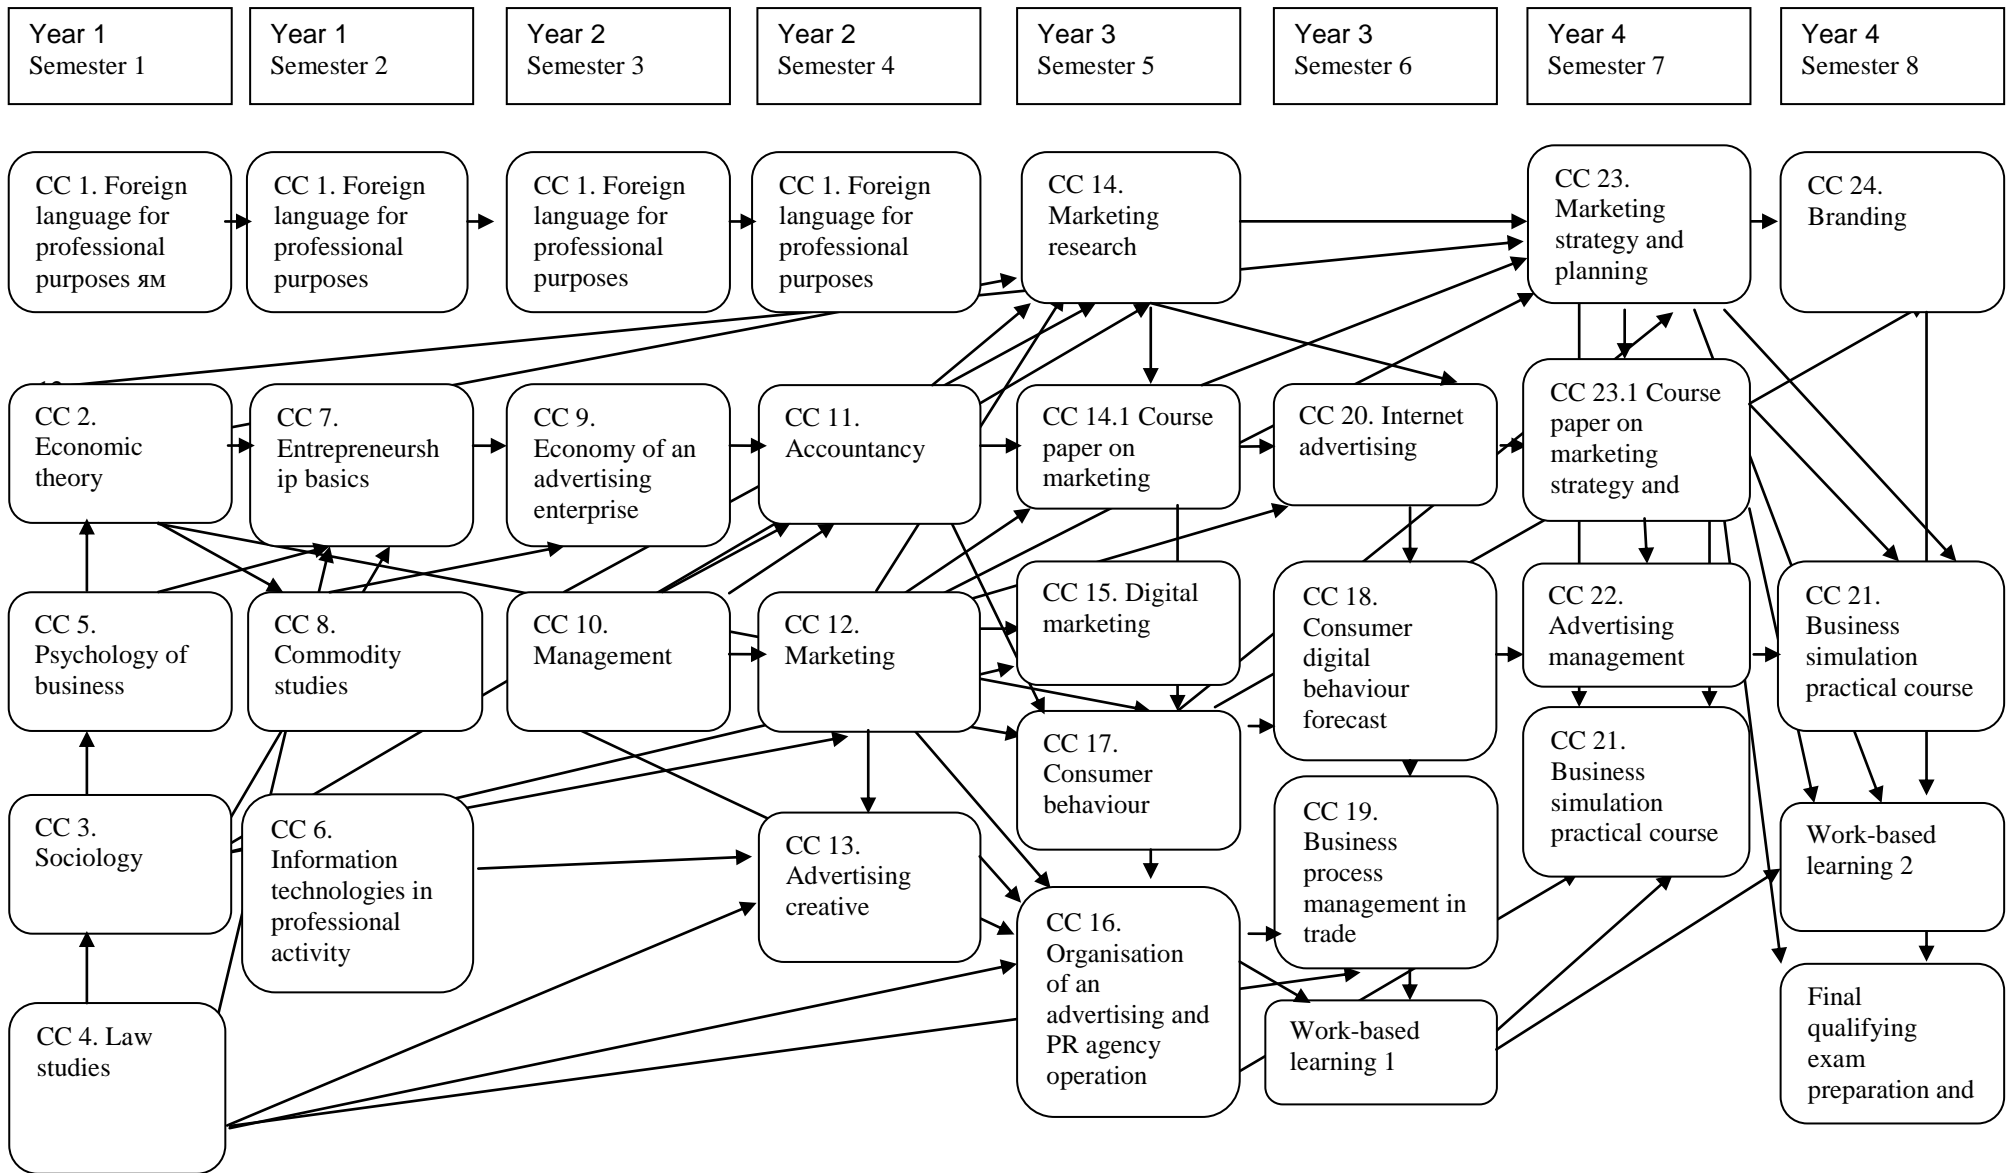 Year 1
Semester 1
Year 1
Semester 2
Year 2
Semester 3
Year 2
Semester 4
Year 3
Semester 5
Year 3
Semester 6
Year 4
Semester 7
Year 4
Semester 8
CC 1. Foreign
language for
professional
purposes ям
CC 1. Foreign
language for
professional
purposes
CC 1. Foreign
language for
professional
purposes
CC 1. Foreign
language for
professional
purposes
CC 14.
Marketing
research
CC 23.
Marketing
strategy and
planning
CC 24.
Branding
CC 2.
Economic
theory
CC 7.
Entrepreneursh
ip basics
CC 9.
Economy of an
advertising
enterprise
CC 11.
Accountancy
CC 14.1 Course
paper on
marketing
CC 20. Internet
advertising
CC 23.1 Course
paper on
marketing
strategy and
CC 5.
Psychology of
business
CC 8.
Commodity
studies
CC 10.
Management
CC 12.
Marketing
CC 15. Digital
marketing
CC 18.
Consumer
digital
behaviour
forecast
CC 22.
Advertising
management
CC 21.
Business
simulation
practical course
CC 3.
Sociology
CC 6.
Information
technologies in
professional
activity
CC 13.
Advertising
creative
CC 17.
Consumer
behaviour
CC 19.
Business
process
management in
trade
CC 21.
Business
simulation
practical course
Work-based
learning 2
CC 4. Law
studies
CC 16.
Organisation
of an
advertising and
PR agency
operation
Work-based
learning 1
Final
qualifying
exam
preparation and